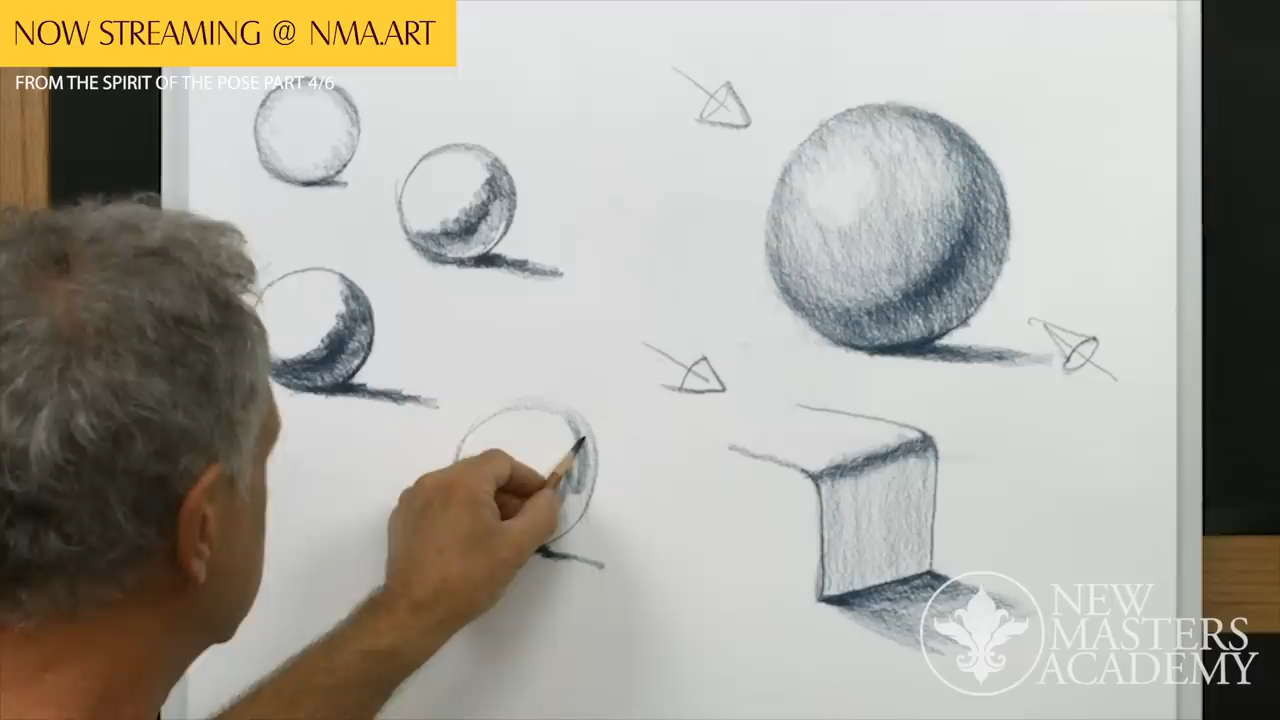 NOW STREAMING @ NMA.ART
FROM THE SPIRIT OF THE POSE PART 4/6
NEW
MASTERS
ACADEMY